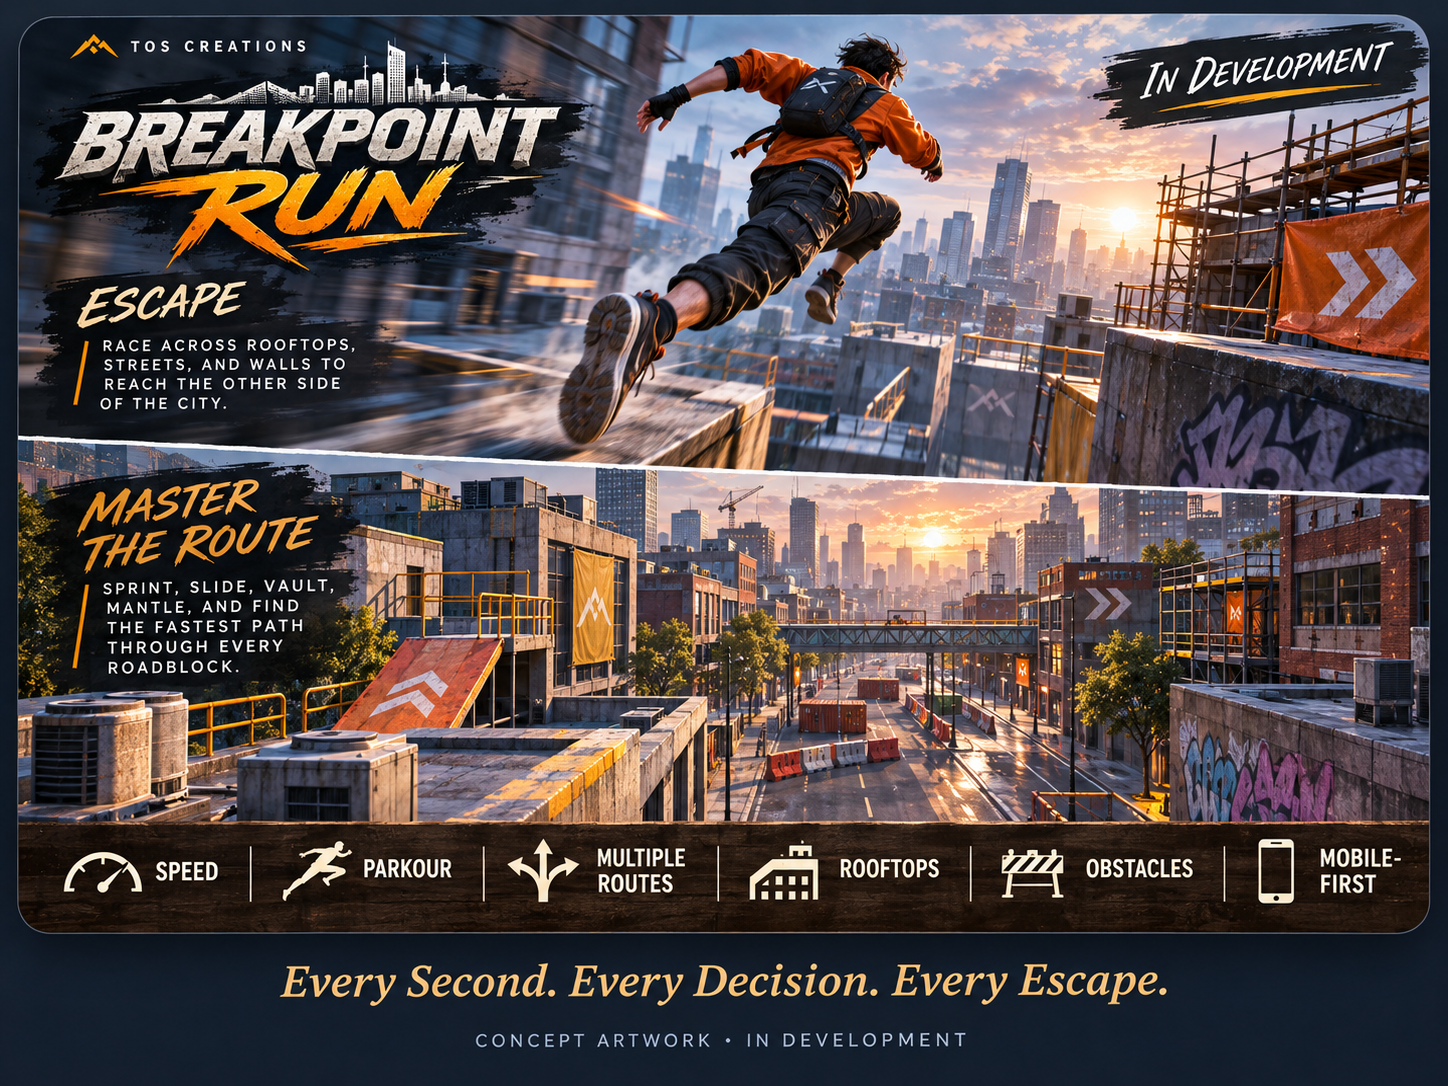 TOS CREATIONS
BREAKPOINT
RUN
In Development
ESCAPE
RACE ACROSS ROOFTOPS,
STREETS, AND WALLS TO
REACH THE OTHER SIDE
OF THE CITY.
MASTER
THE ROUTE
SPRINT, SLIDE, VAULT,
MANTLE, AND FIND
THE FASTEST PATH
THROUGH EVERY
ROADBLOCK.
SPEED
PARKOUR
MULTIPLE
ROUTES
ROOFTOPS
OBSTACLES
MOBILE-
FIRST
Every Second. Every Decision. Every Escape.
CONCEPT ARTWORK • IN DEVELOPMENT